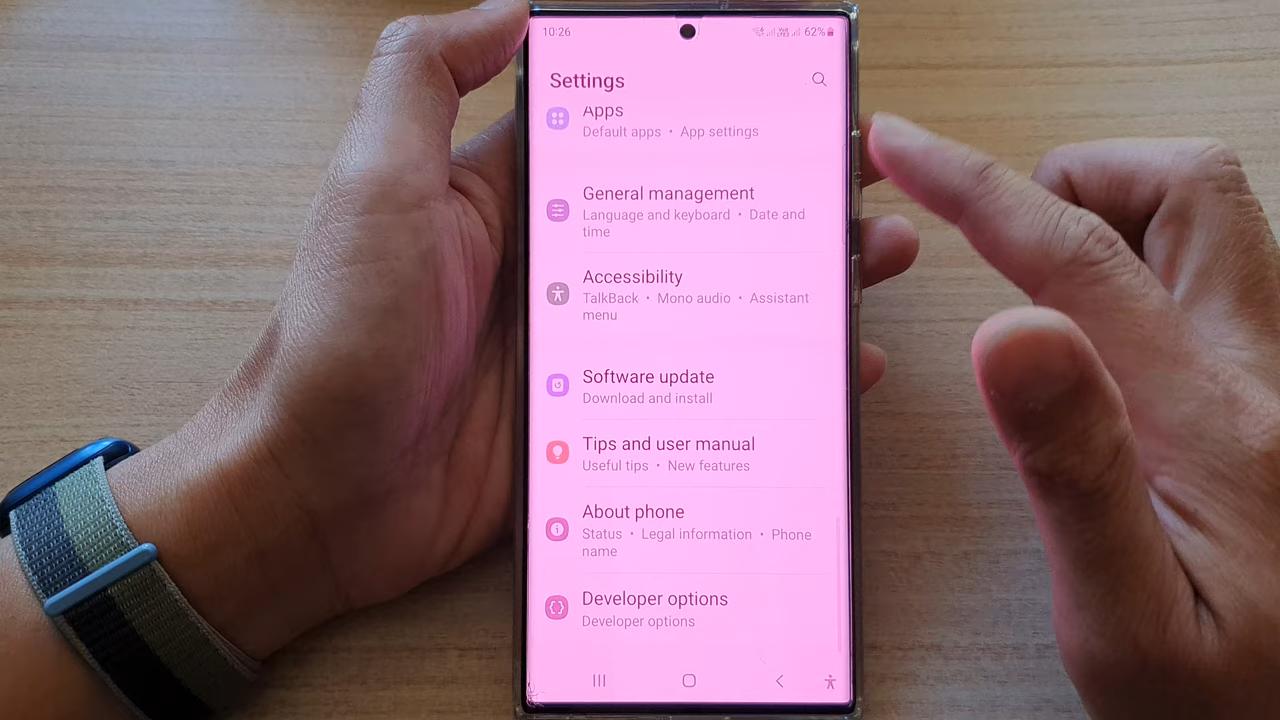 10:26
62%
Settings
Apps
Default apps • App settings
General management
Language and keyboard • Date and
time
Accessibility
TalkBack • Mono audio • Assistant
menu
Software update
Download and install
Tips and user manual
Useful tips • New features
About phone
Status • Legal information • Phone
name
Developer options
Developer options